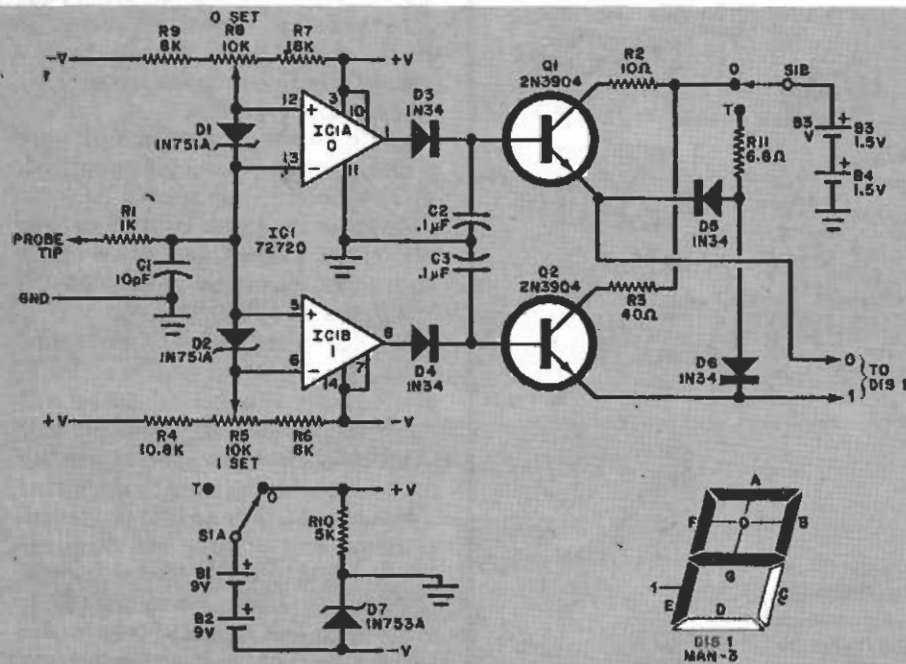 0 SET
R9 8K
R8 10K
R7 18K
-V
+V
12
+
3
10
IC1A 0
1
11
13
-
D1 1N751A
D3 1N34
Q1 2N3904
R2 10Ω
0
S1B
T
R11 6.8Ω
B3 V
B3 1.5V
B4 1.5V
R1 1K
PROBE TIP
C1 10pF
GND
IC1 72720
C2 .1µF
C3 .1µF
D5 1N34
Q2 2N3904
R3 40Ω
D2 1N751A
5
+
6
-
IC1B 1
8
7
14
D4 1N34
D6 1N34
0
1
TO DIS 1
+V
-V
R4 10.8K
R5 10K
R6 8K
1 SET
T
0
+V
S1A
R10 5K
B1 9V
B2 9V
+
+
D7 1N753A
-V
A
F
0
B
G
1
E
D
C
DIS 1
MAN-3